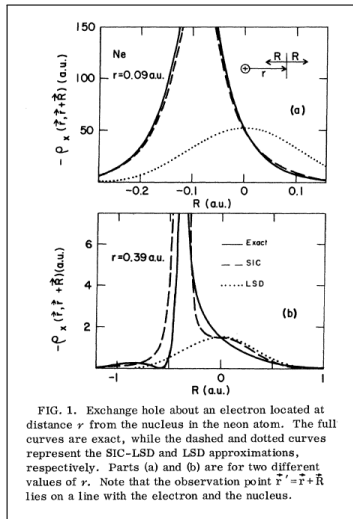 150
Ne
r=0.09a.u.
R R
r
100
50
(a)
-ρx (r⃗,r⃗+R⃗) (a.u.)
-0.2 -0.1 0 0.1
R (a.u.)
6
r=0.39a.u.
Exact
SIC
LSD
4
2
(b)
-ρx (r⃗,r⃗+R⃗)(a.u.)
-1 0 1
R (a.u.)
FIG. 1. Exchange hole about an electron located at
distance r from the nucleus in the neon atom. The full
curves are exact, while the dashed and dotted curves
represent the SIC-LSD and LSD approximations,
respectively. Parts (a) and (b) are for two different
values of r. Note that the observation point r⃗′=r⃗+R⃗
lies on a line with the electron and the nucleus.